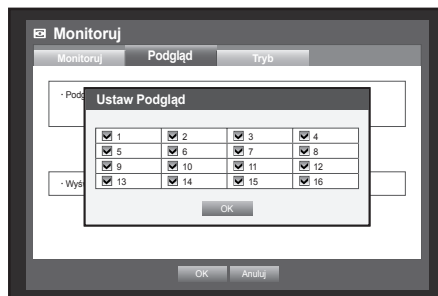 Monitoruj
Monitoruj Podgląd Tryb
· Podg
Ustaw Podgląd
1 2 3 4
5 6 7 8
9 10 11 12
13 14 15 16
· Wyś
OK
OK Anuluj